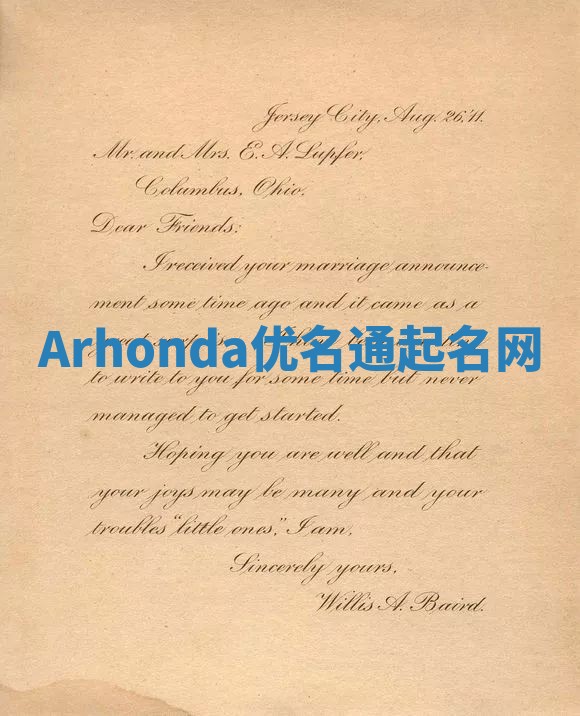 Jersey City, Aug. 26, '11.
Mr. and Mrs. E. A. Lupfer,
Columbus, Ohio.
Dear Friends:
I received your marriage announce-
ment some time ago and it came as a
Arhonda优名通起名网
to write to you for some time but never
managed to get started.
Hoping you are well and that
your joys may be many and your
troubles "little ones," I am,
Sincerely yours,
Willis A. Baird.